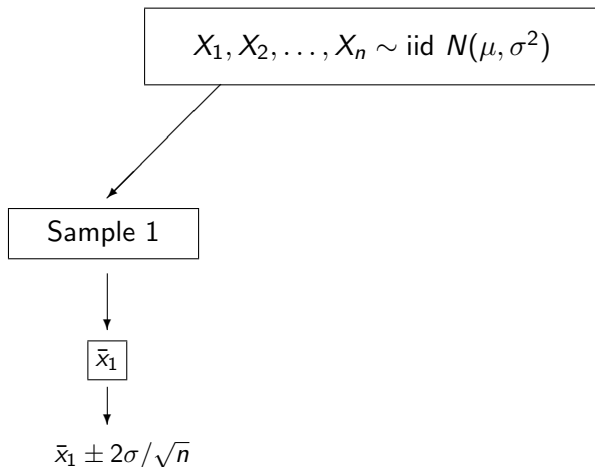 X₁, X₂, . . . , Xₙ ∼ iid N(μ, σ²)
Sample 1
x̄₁
x̄₁ ± 2σ/√n